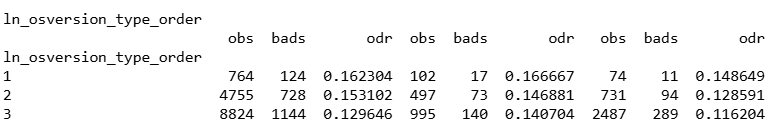 ln_osversion_type_order
obs bads odr obs bads odr obs bads odr
ln_osversion_type_order
1 764 124 0.162304 102 17 0.166667 74 11 0.148649
2 4755 728 0.153102 497 73 0.146881 731 94 0.128591
3 8824 1144 0.129646 995 140 0.140704 2487 289 0.116204